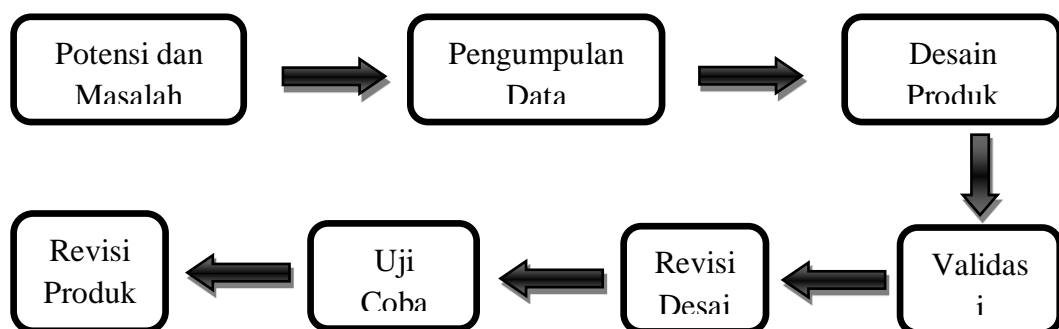 Potensi dan
Masalah
Pengumpulan
Data
Desain
Produk
Validas
i
Revisi
Desai
Uji
Coba
Revisi
Produk